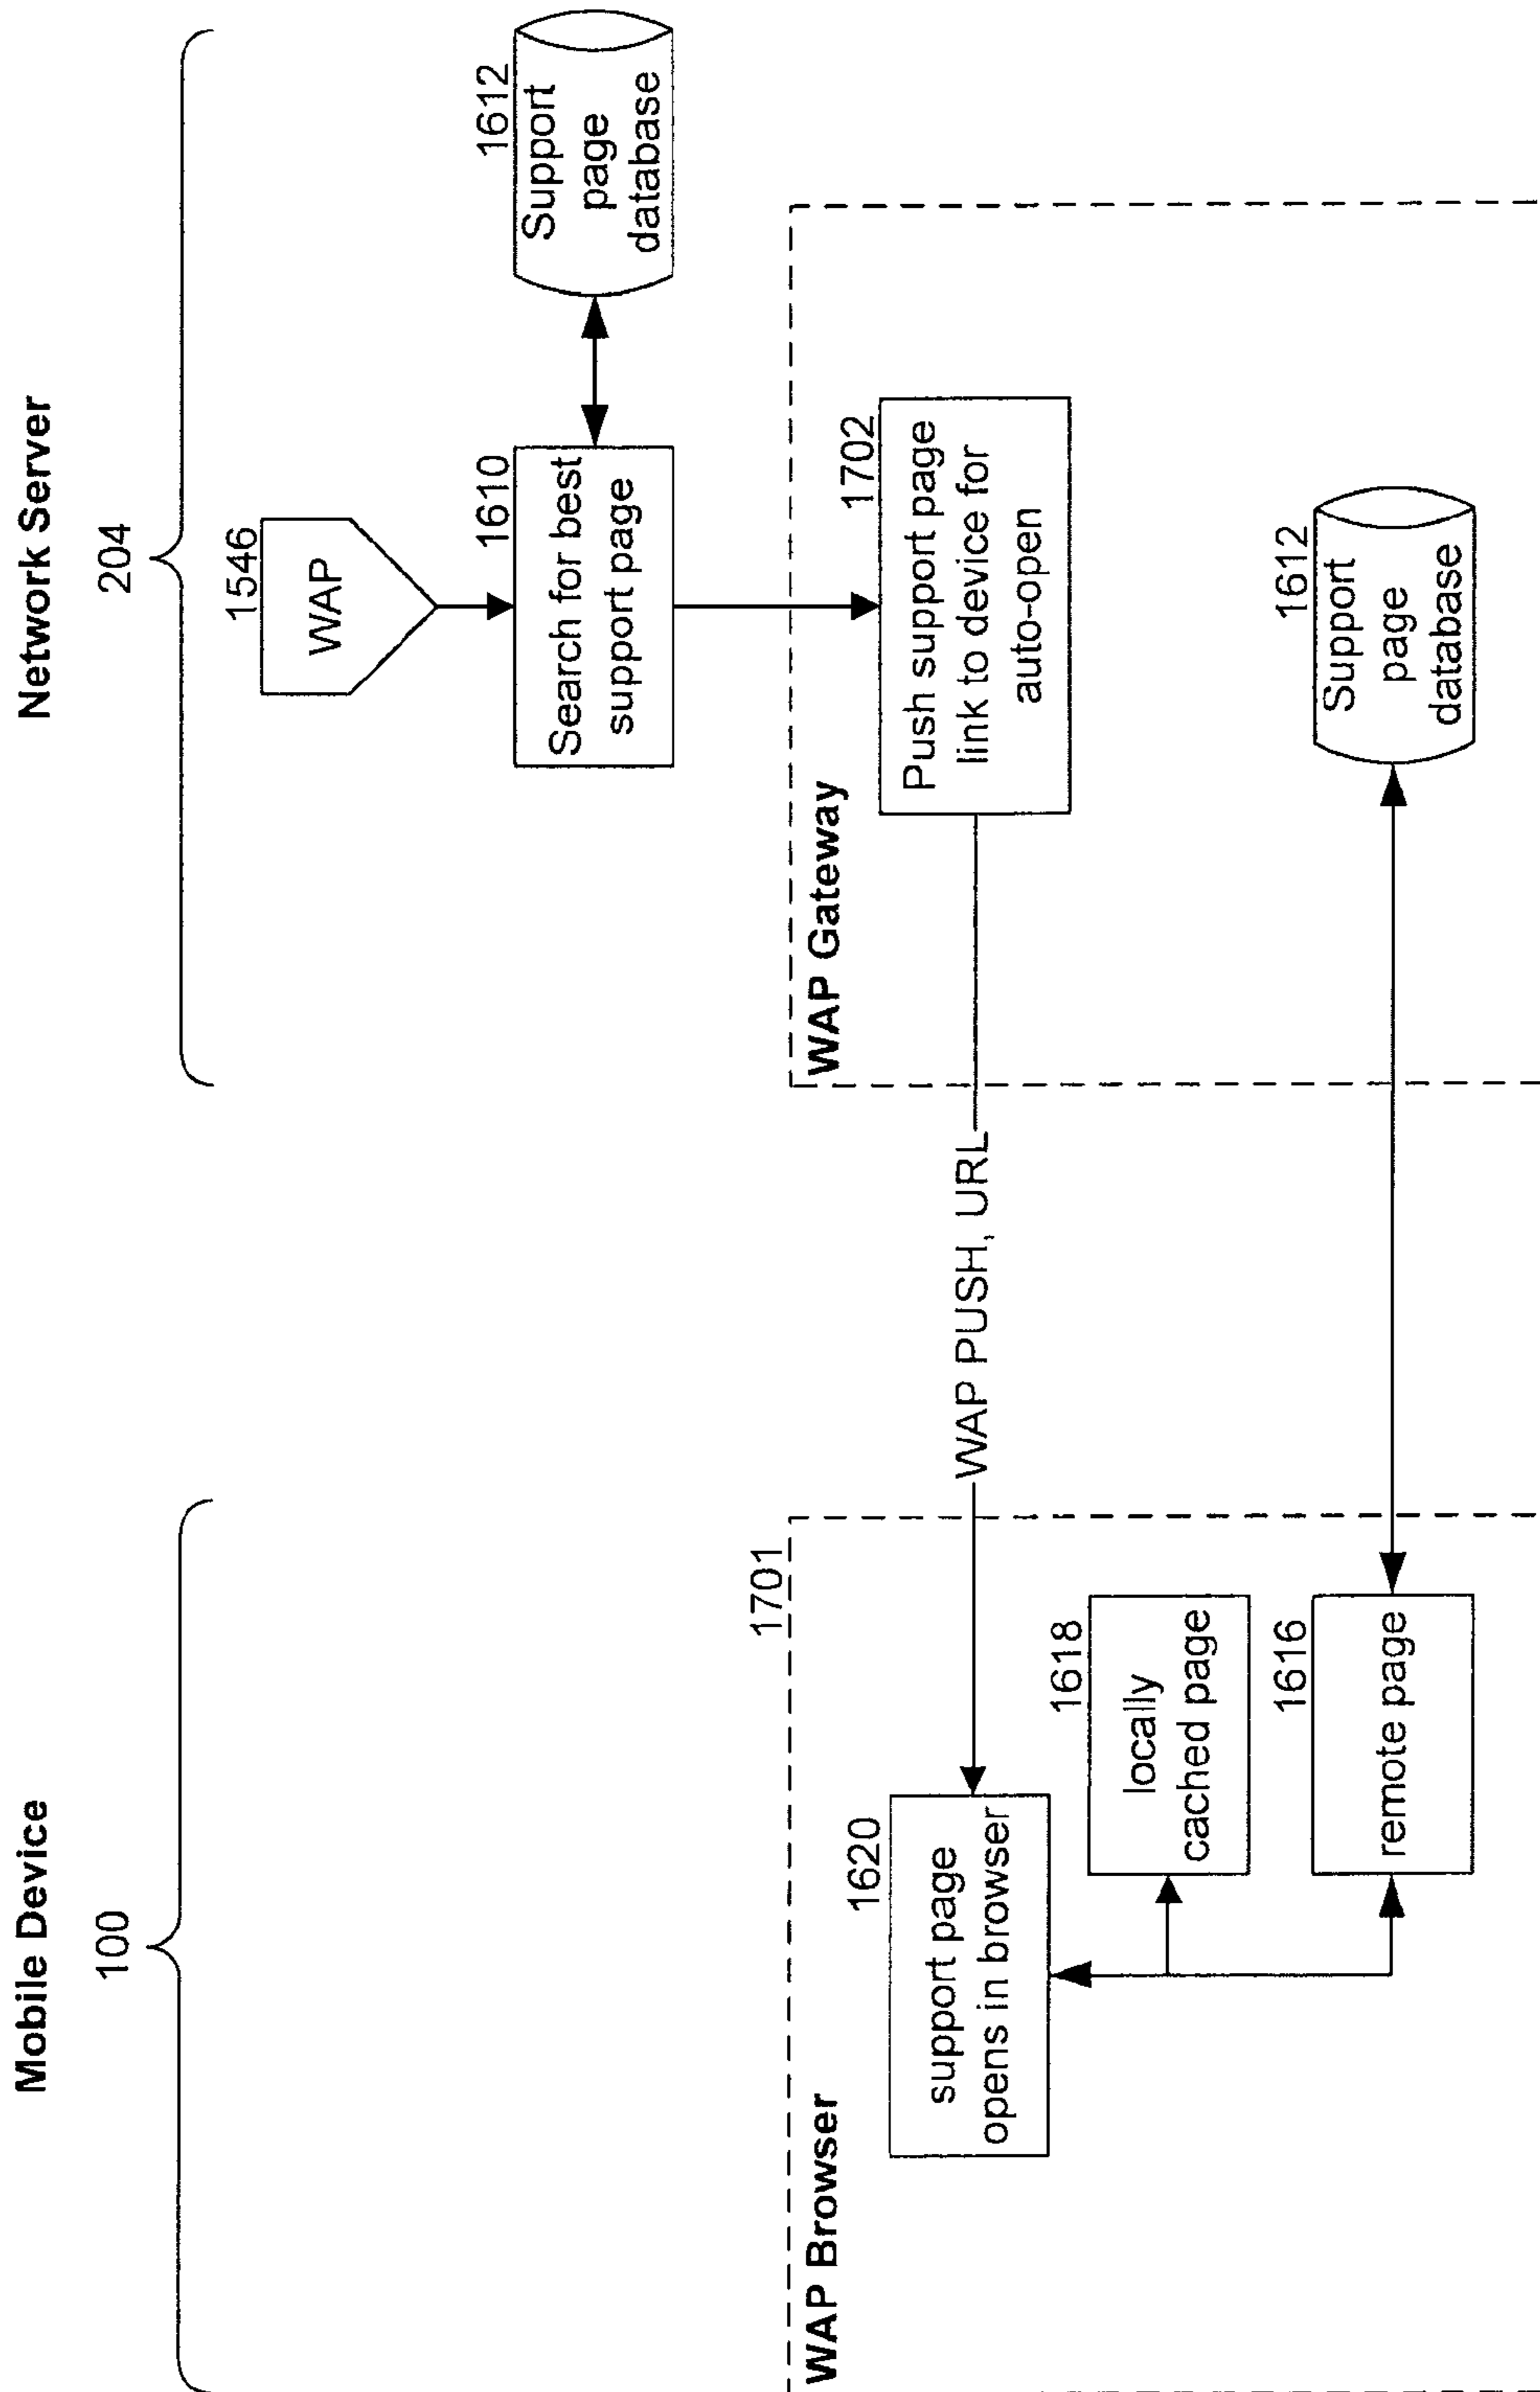 Mobile Device
100
Network Server
204
1546
WAP
1610
Search for best
support page
1612
Support
page
database
1701
WAP Browser
WAP Gateway
1620
support page
opens in browser
WAP PUSH, URL
1702
Push support page
link to device for
auto-open
1618
locally
cached page
1616
remote page
1612
Support
page
database